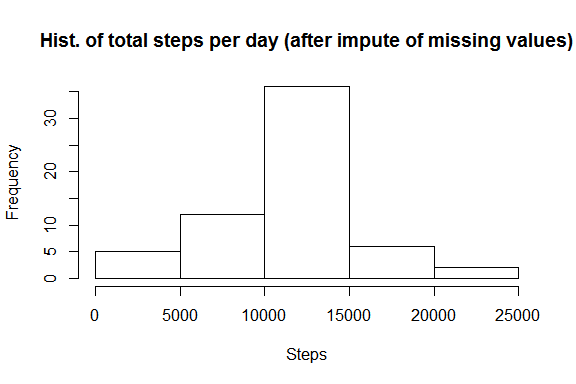 Hist. of total steps per day (after impute of missing values)
30
20
10
5
0
Frequency
0 5000 10000 15000 20000 25000
Steps